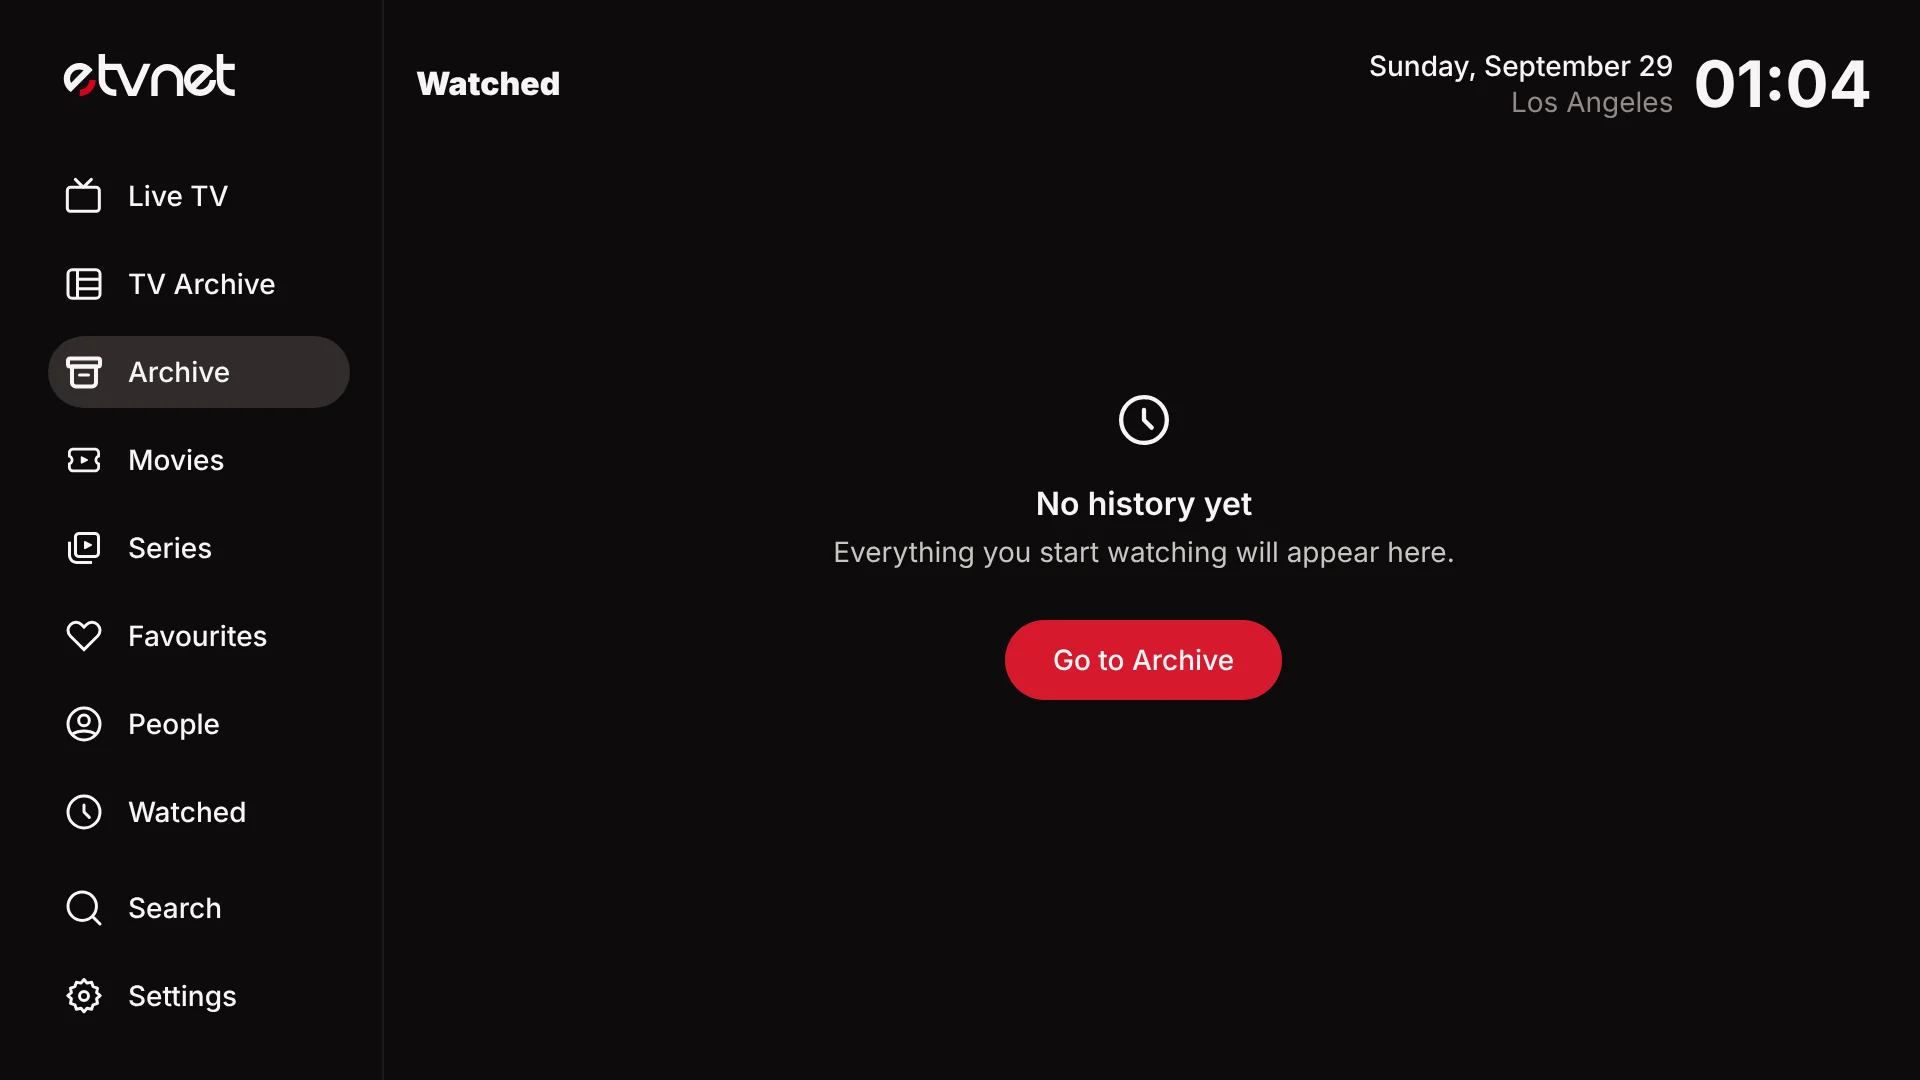 etvnet
Live TV
TV Archive
Archive
Movies
Series
Favourites
People
Watched
Search
Settings
Watched
Sunday, September 29
Los Angeles
01:04
No history yet
Everything you start watching will appear here.
Go to Archive